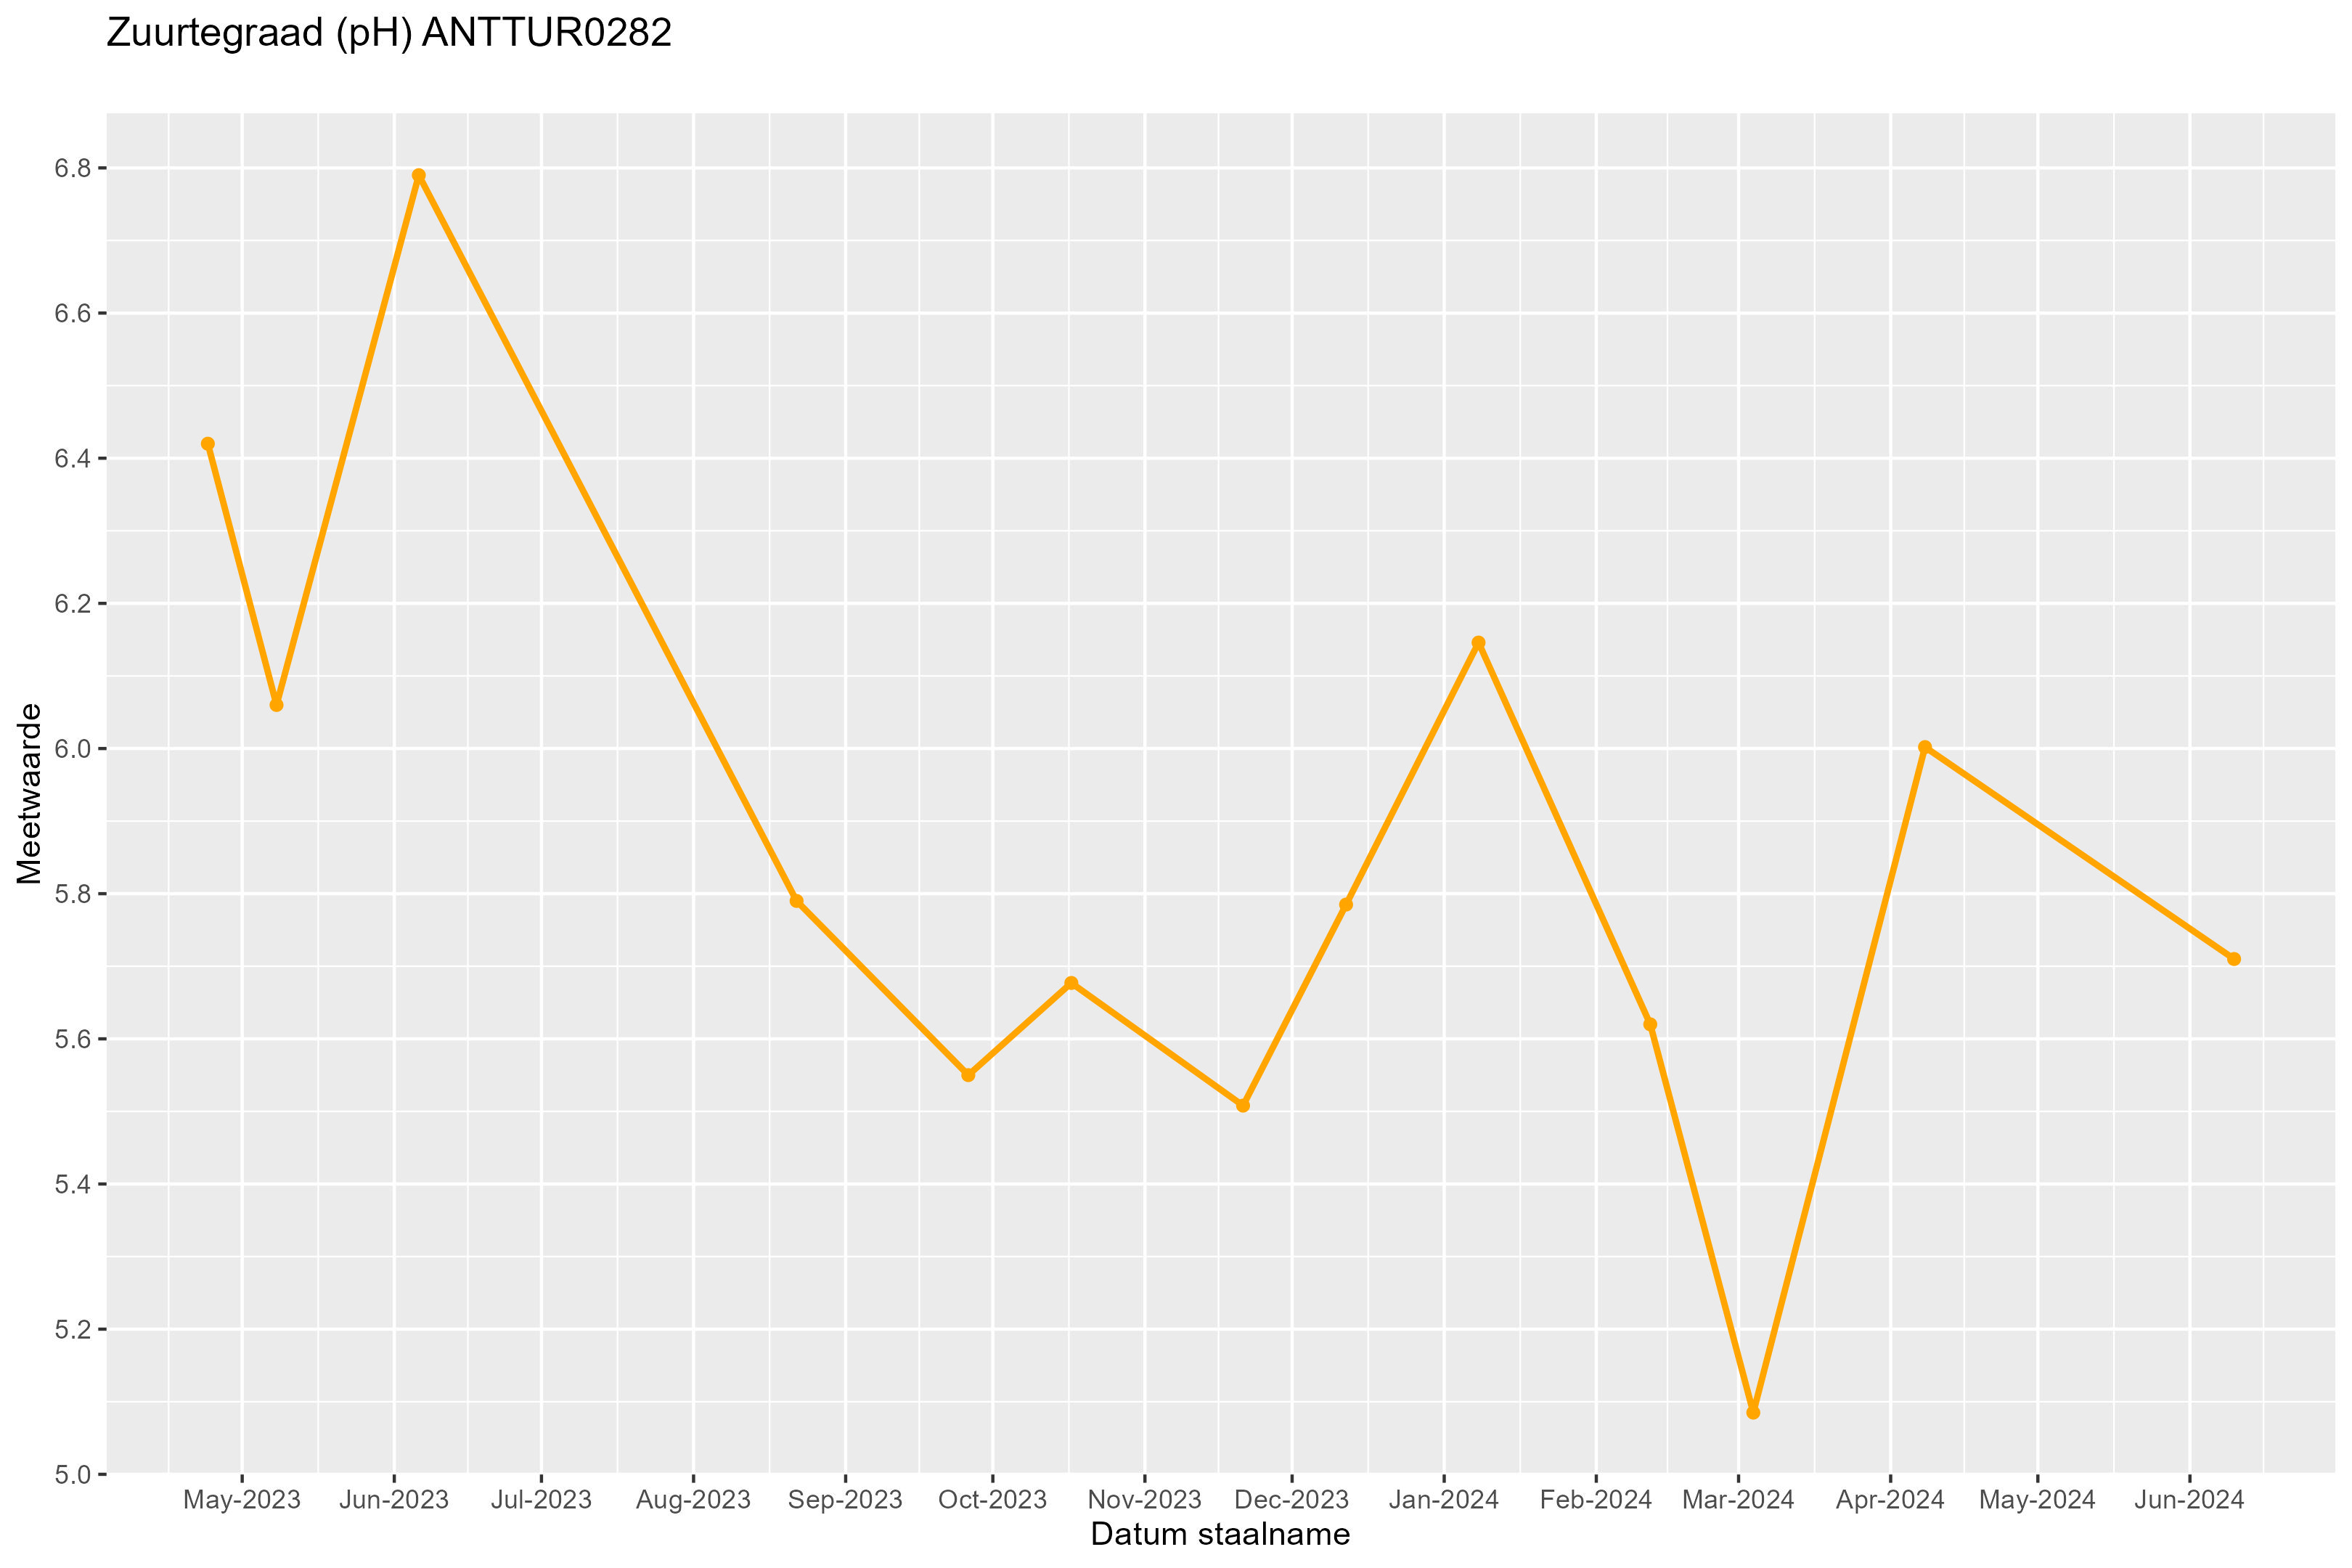 Zuurtegraad (pH) ANTTUR0282
6.8
6.6
6.4
6.2
6.0
5.8
5.6
5.4
5.2
5.0
Meetwaarde
May-2023 Jun-2023 Jul-2023 Aug-2023 Sep-2023 Oct-2023 Nov-2023 Dec-2023 Jan-2024 Feb-2024 Mar-2024 Apr-2024 May-2024 Jun-2024
Datum staalname